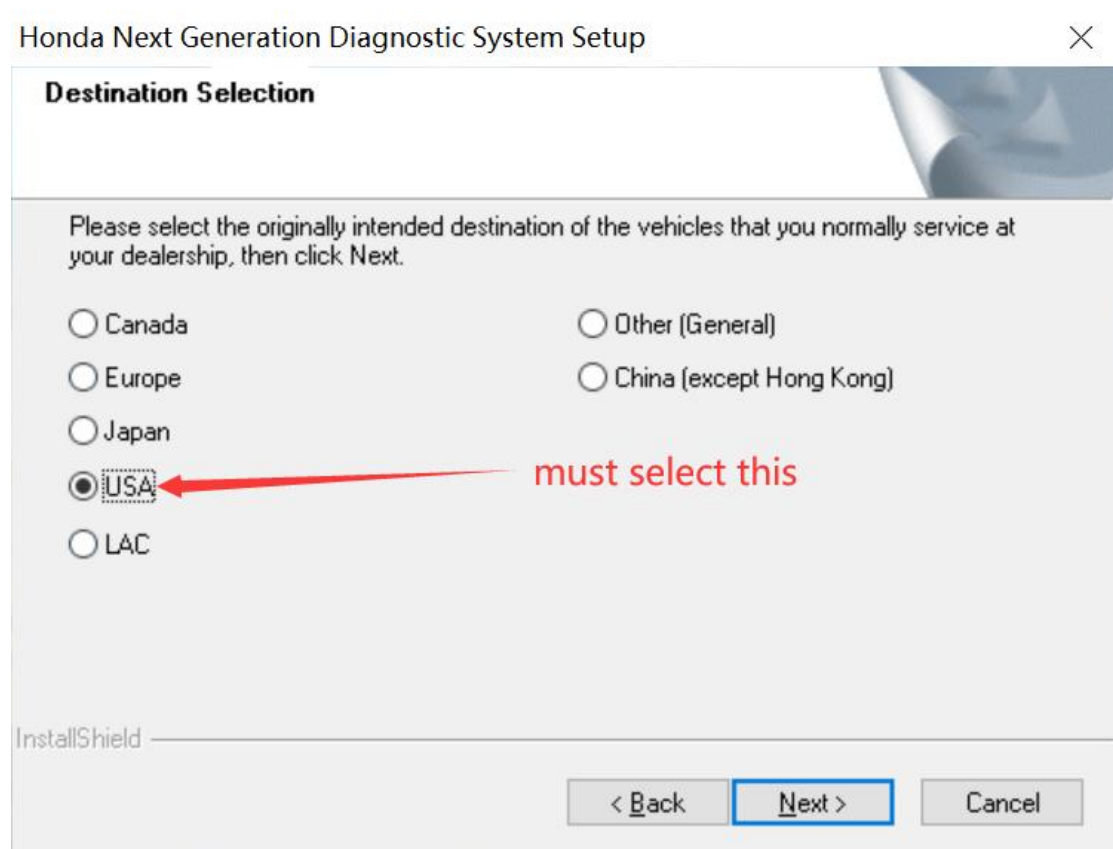 Honda Next Generation Diagnostic System Setup
Destination Selection
Please select the originally intended destination of the vehicles that you normally service at
your dealership, then click Next.
Canada
Other (General)
Europe
China (except Hong Kong)
Japan
USA
must select this
LAC
InstallShield
< Back
Next >
Cancel